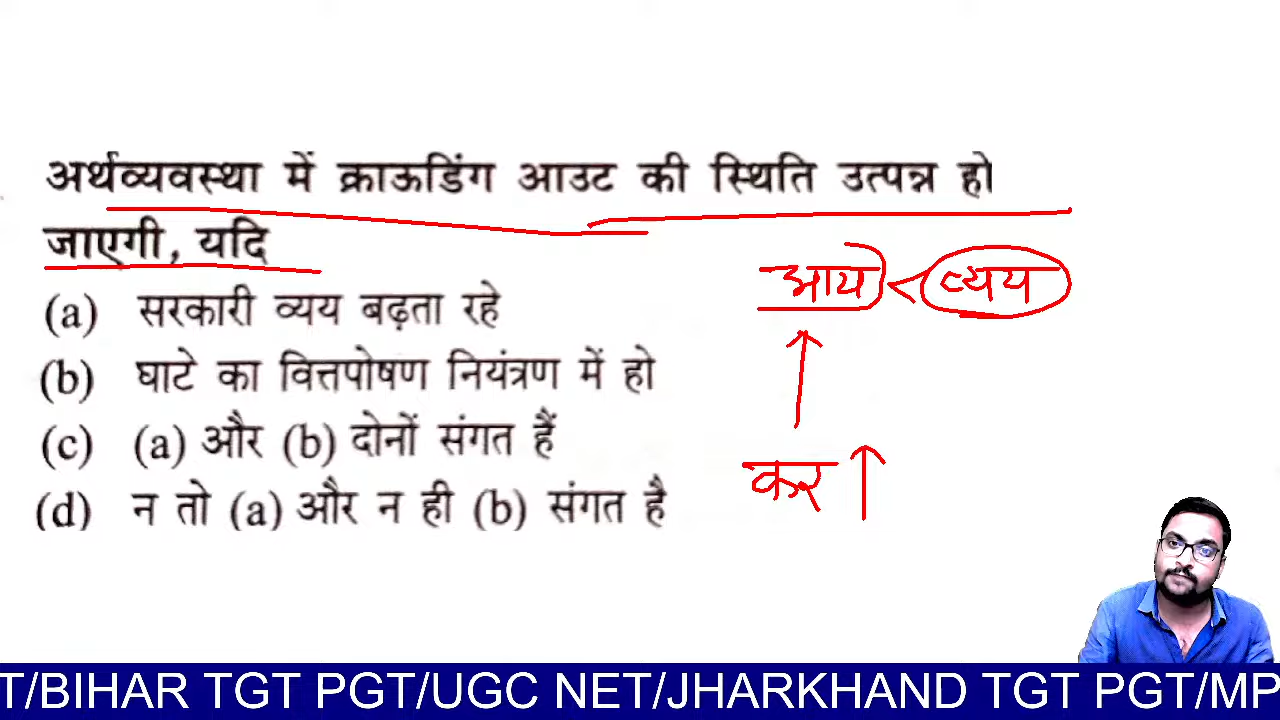 अर्थव्यवस्था में क्राऊडिंग आउट की स्थिति उत्पन्न हो
जाएगी, यदि
आय < व्यय
(a) सरकारी व्यय बढ़ता रहे
(b) घाटे का वित्तपोषण नियंत्रण में हो
(c) (a) और (b) दोनों संगत हैं
कर
(d) न तो (a) और न ही (b) संगत है
T/BIHAR TGT PGT/UGC NET/JHARKHAND TGT PGT/MP